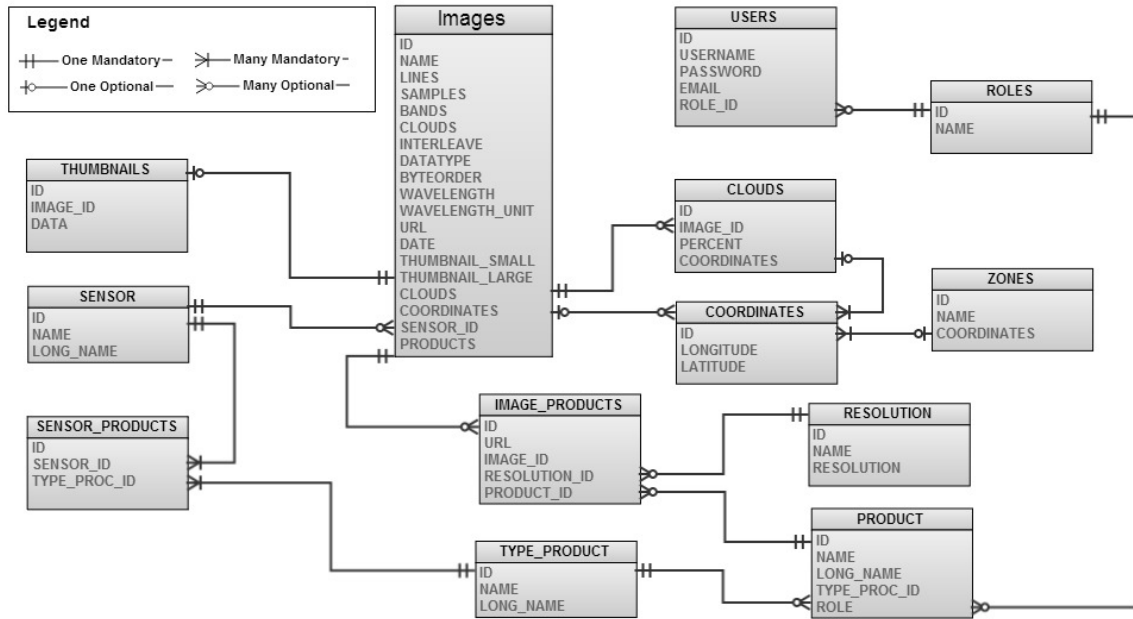 Legend
One Mandatory
Many Mandatory
One Optional
Many Optional
Images
ID
NAME
LINES
SAMPLES
BANDS
CLOUDS
INTERLEAVE
DATATYPE
BYTEORDER
WAVELENGTH
WAVELENGTH_UNIT
URL
DATE
THUMBNAIL_SMALL
THUMBNAIL_LARGE
CLOUDS
COORDINATES
SENSOR_ID
PRODUCTS
USERS
ID
USERNAME
PASSWORD
EMAIL
ROLE_ID
ROLES
ID
NAME
THUMBNAILS
ID
IMAGE_ID
DATA
CLOUDS
ID
IMAGE_ID
PERCENT
COORDINATES
SENSOR
ID
NAME
LONG_NAME
COORDINATES
ID
LONGITUDE
LATITUDE
ZONES
ID
NAME
COORDINATES
SENSOR_PRODUCTS
ID
SENSOR_ID
TYPE_PROC_ID
IMAGE_PRODUCTS
ID
URL
IMAGE_ID
RESOLUTION_ID
PRODUCT_ID
RESOLUTION
ID
NAME
RESOLUTION
TYPE_PRODUCT
ID
NAME
LONG_NAME
PRODUCT
ID
NAME
LONG_NAME
TYPE_PROC_ID
ROLE